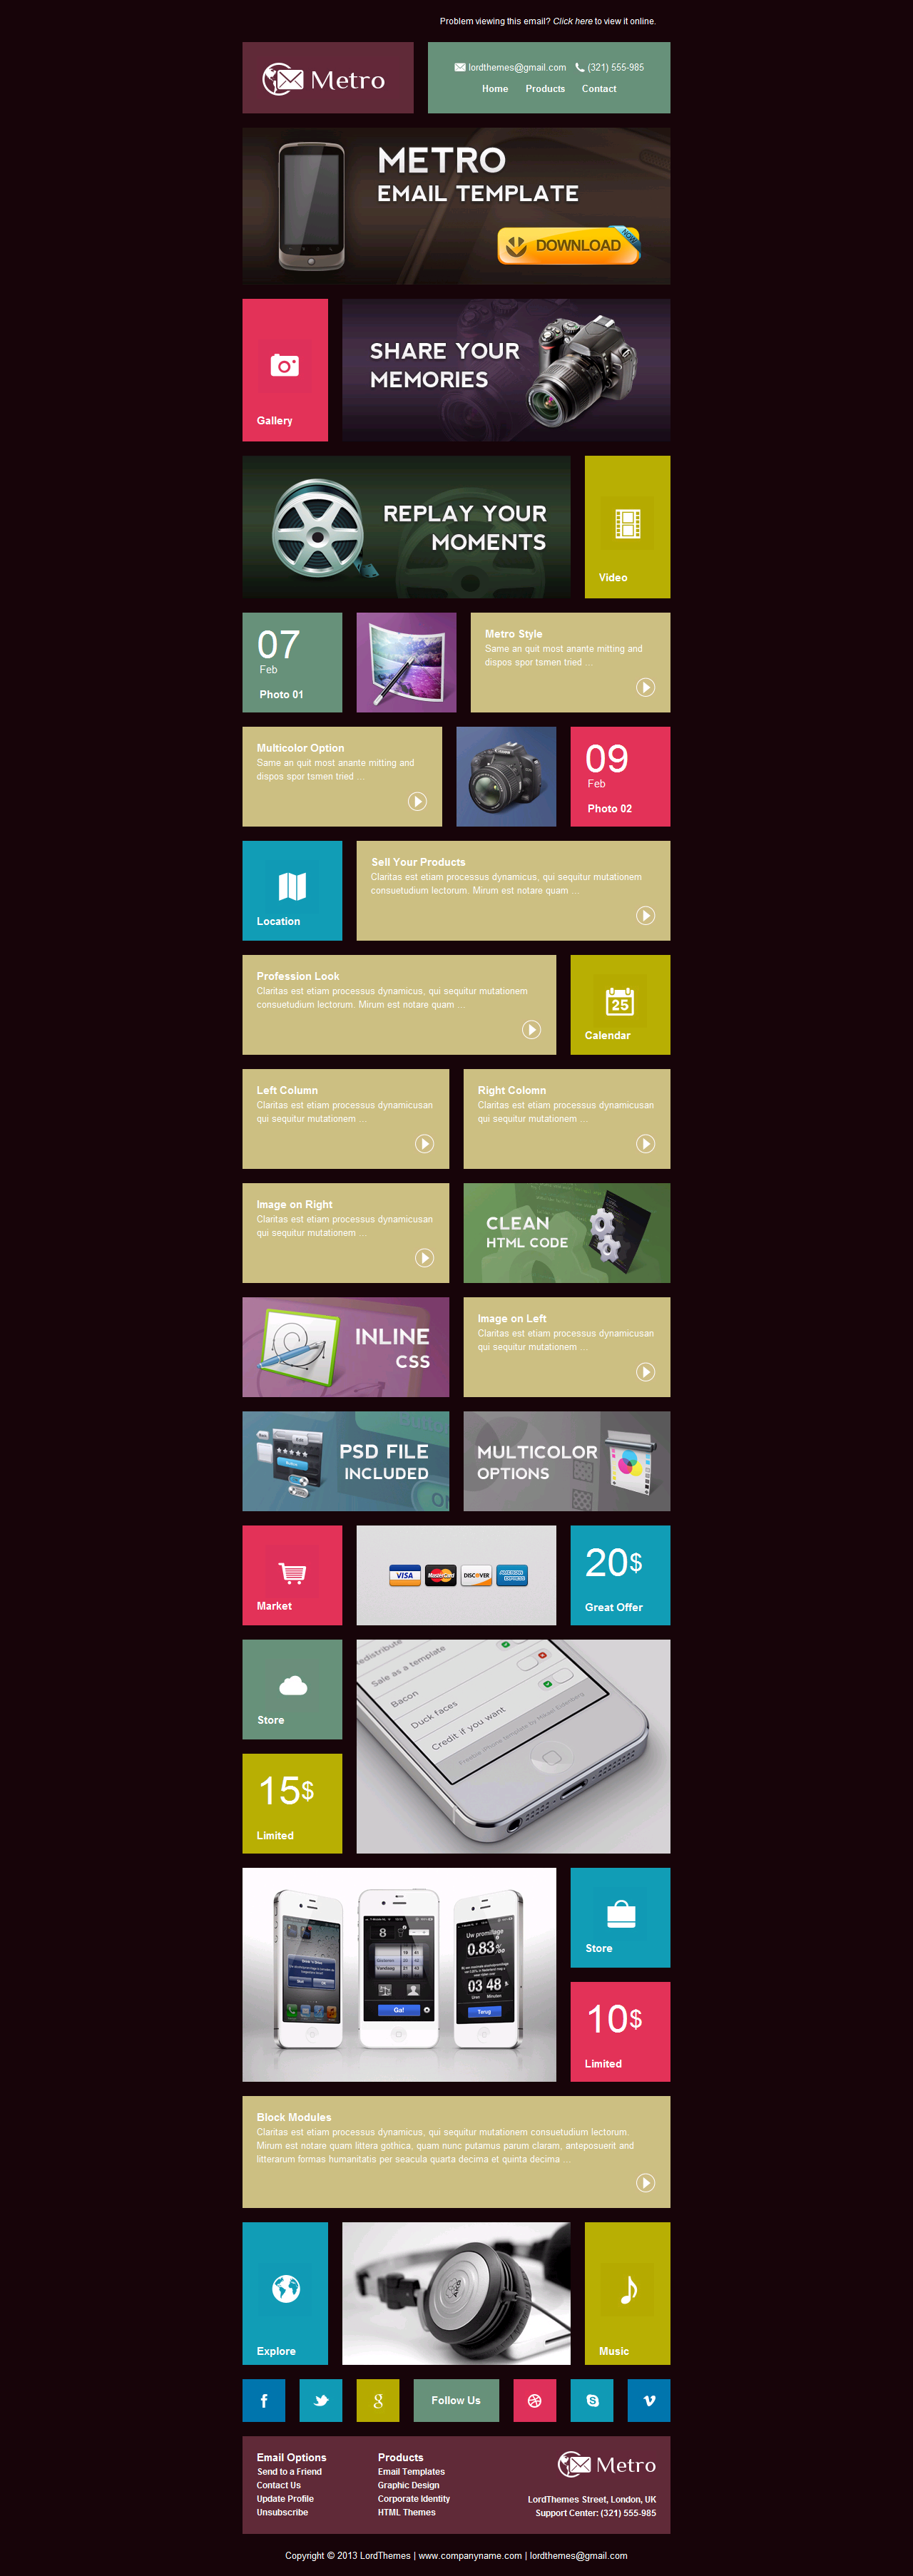 Problem viewing this email? Click here to view it online.
Metro
lordthemes@gmail.com (321) 555-985
Home Products Contact
METRO
EMAIL TEMPLATE
DOWNLOAD
NOW
Gallery
SHARE YOUR
MEMORIES
REPLAY YOUR
MOMENTS
Video
07
Feb
Photo 01
Metro Style
Same an quit most anante mitting and
dispos spor tsmen tried ...
Multicolor Option
Same an quit most anante mitting and
dispos spor tsmen tried ...
09
Feb
Photo 02
Location
Sell Your Products
Claritas est etiam processus dynamicus, qui sequitur mutationem
consuetudium lectorum. Mirum est notare quam ...
Profession Look
Claritas est etiam processus dynamicus, qui sequitur mutationem
consuetudium lectorum. Mirum est notare quam ...
25
Calendar
Left Column
Claritas est etiam processus dynamicusan
qui sequitur mutationem ...
Right Colomn
Claritas est etiam processus dynamicusan
qui sequitur mutationem ...
Image on Right
Claritas est etiam processus dynamicusan
qui sequitur mutationem ...
CLEAN
HTML CODE
INLINE
CSS
Image on Left
Claritas est etiam processus dynamicusan
qui sequitur mutationem ...
PSD FILE
INCLUDED
MULTICOLOR
OPTIONS
Market
VISA MasterCard DISCOVER AMERICAN EXPRESS
20$
Great Offer
Store
redistribute
Sale as a template
Bacon
Duck faces
Credit if you want
15$
Limited
8
Ga!
Uw promillage
0.83
03 48
Terug
Store
10$
Limited
Block Modules
Claritas est etiam processus dynamicus, qui sequitur mutationem consuetudium lectorum.
Mirum est notare quam littera gothica, quam nunc putamus parum claram, anteposuerit and
litterarum formas humanitatis per seacula quarta decima et quinta decima ...
Explore
AKG
Music
Follow Us
Email Options
Send to a Friend
Contact Us
Update Profile
Unsubscribe
Products
Email Templates
Graphic Design
Corporate Identity
HTML Themes
Metro
LordThemes Street, London, UK
Support Center: (321) 555-985
Copyright © 2013 LordThemes | www.companyname.com | lordthemes@gmail.com